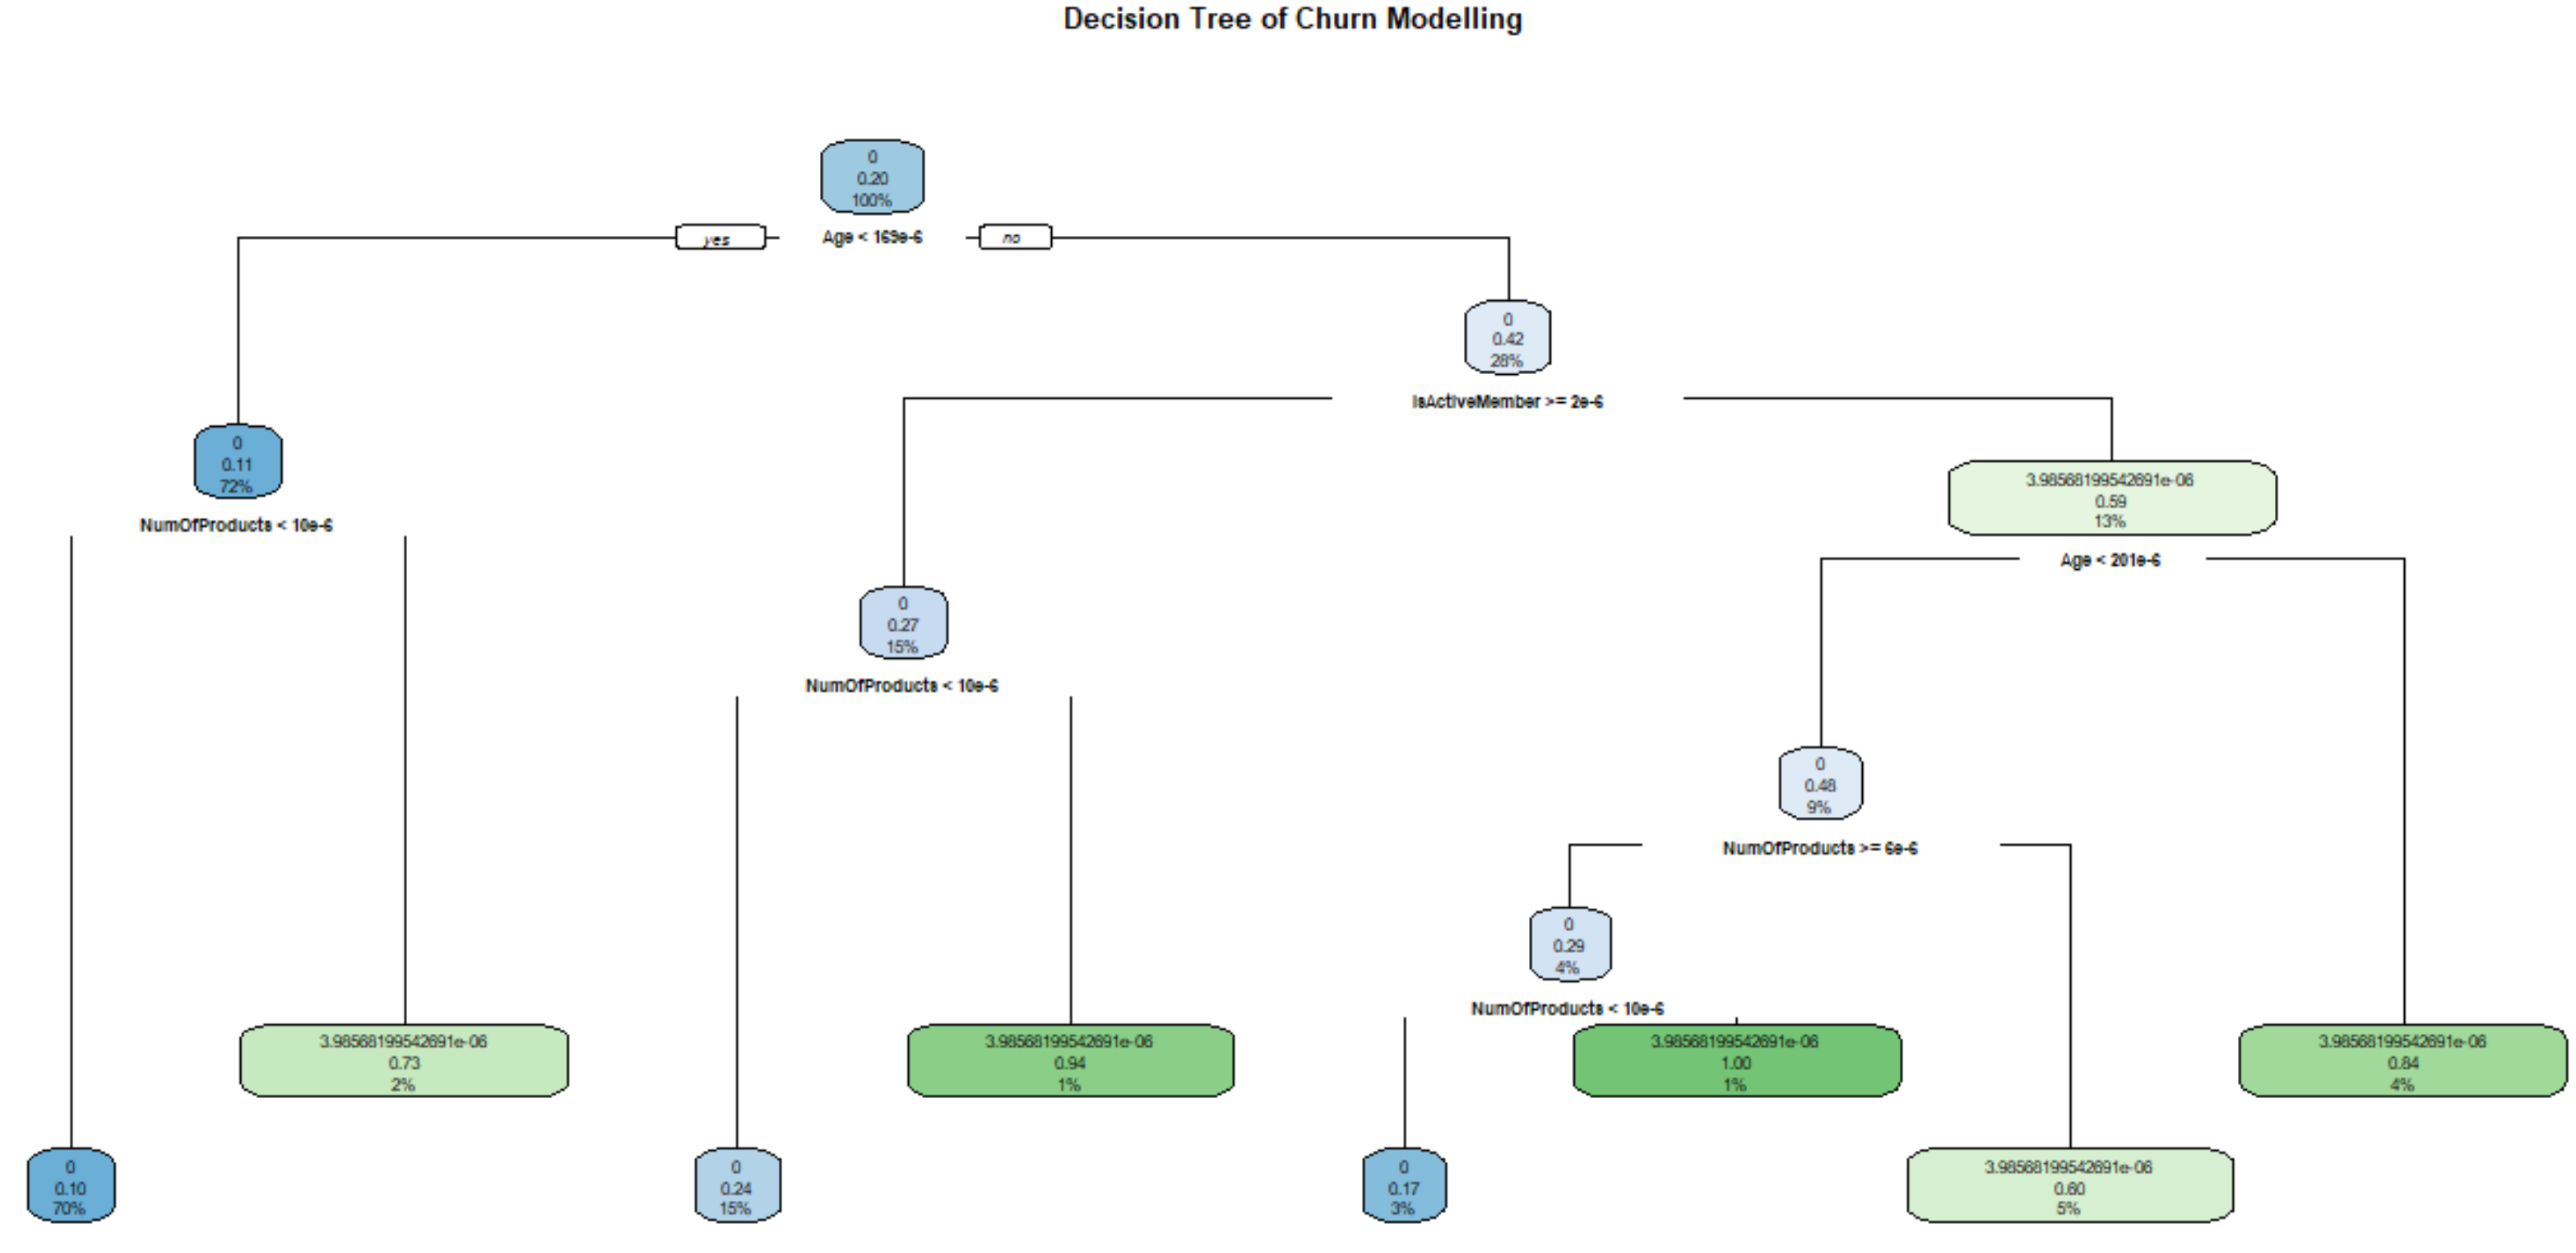 Decision Tree of Churn Modelling
0
0.20
100%
yes
Age < 169e-6
no
0
0.42
28%
IsActiveMember >= 2e-6
0
0.11
72%
NumOfProducts < 10e-6
3.98568199542691e-06
0.59
13%
Age < 201e-6
0
0.27
15%
NumOfProducts < 10e-6
0
0.48
9%
NumOfProducts >= 6e-6
0
0.29
4%
NumOfProducts < 10e-6
3.98568199542691e-06
0.73
2%
3.98568199542691e-06
0.94
1%
3.98568199542691e-06
1.00
1%
3.98568199542691e-06
0.84
4%
0
0.10
70%
0
0.24
15%
0
0.17
3%
3.98568199542691e-06
0.60
5%